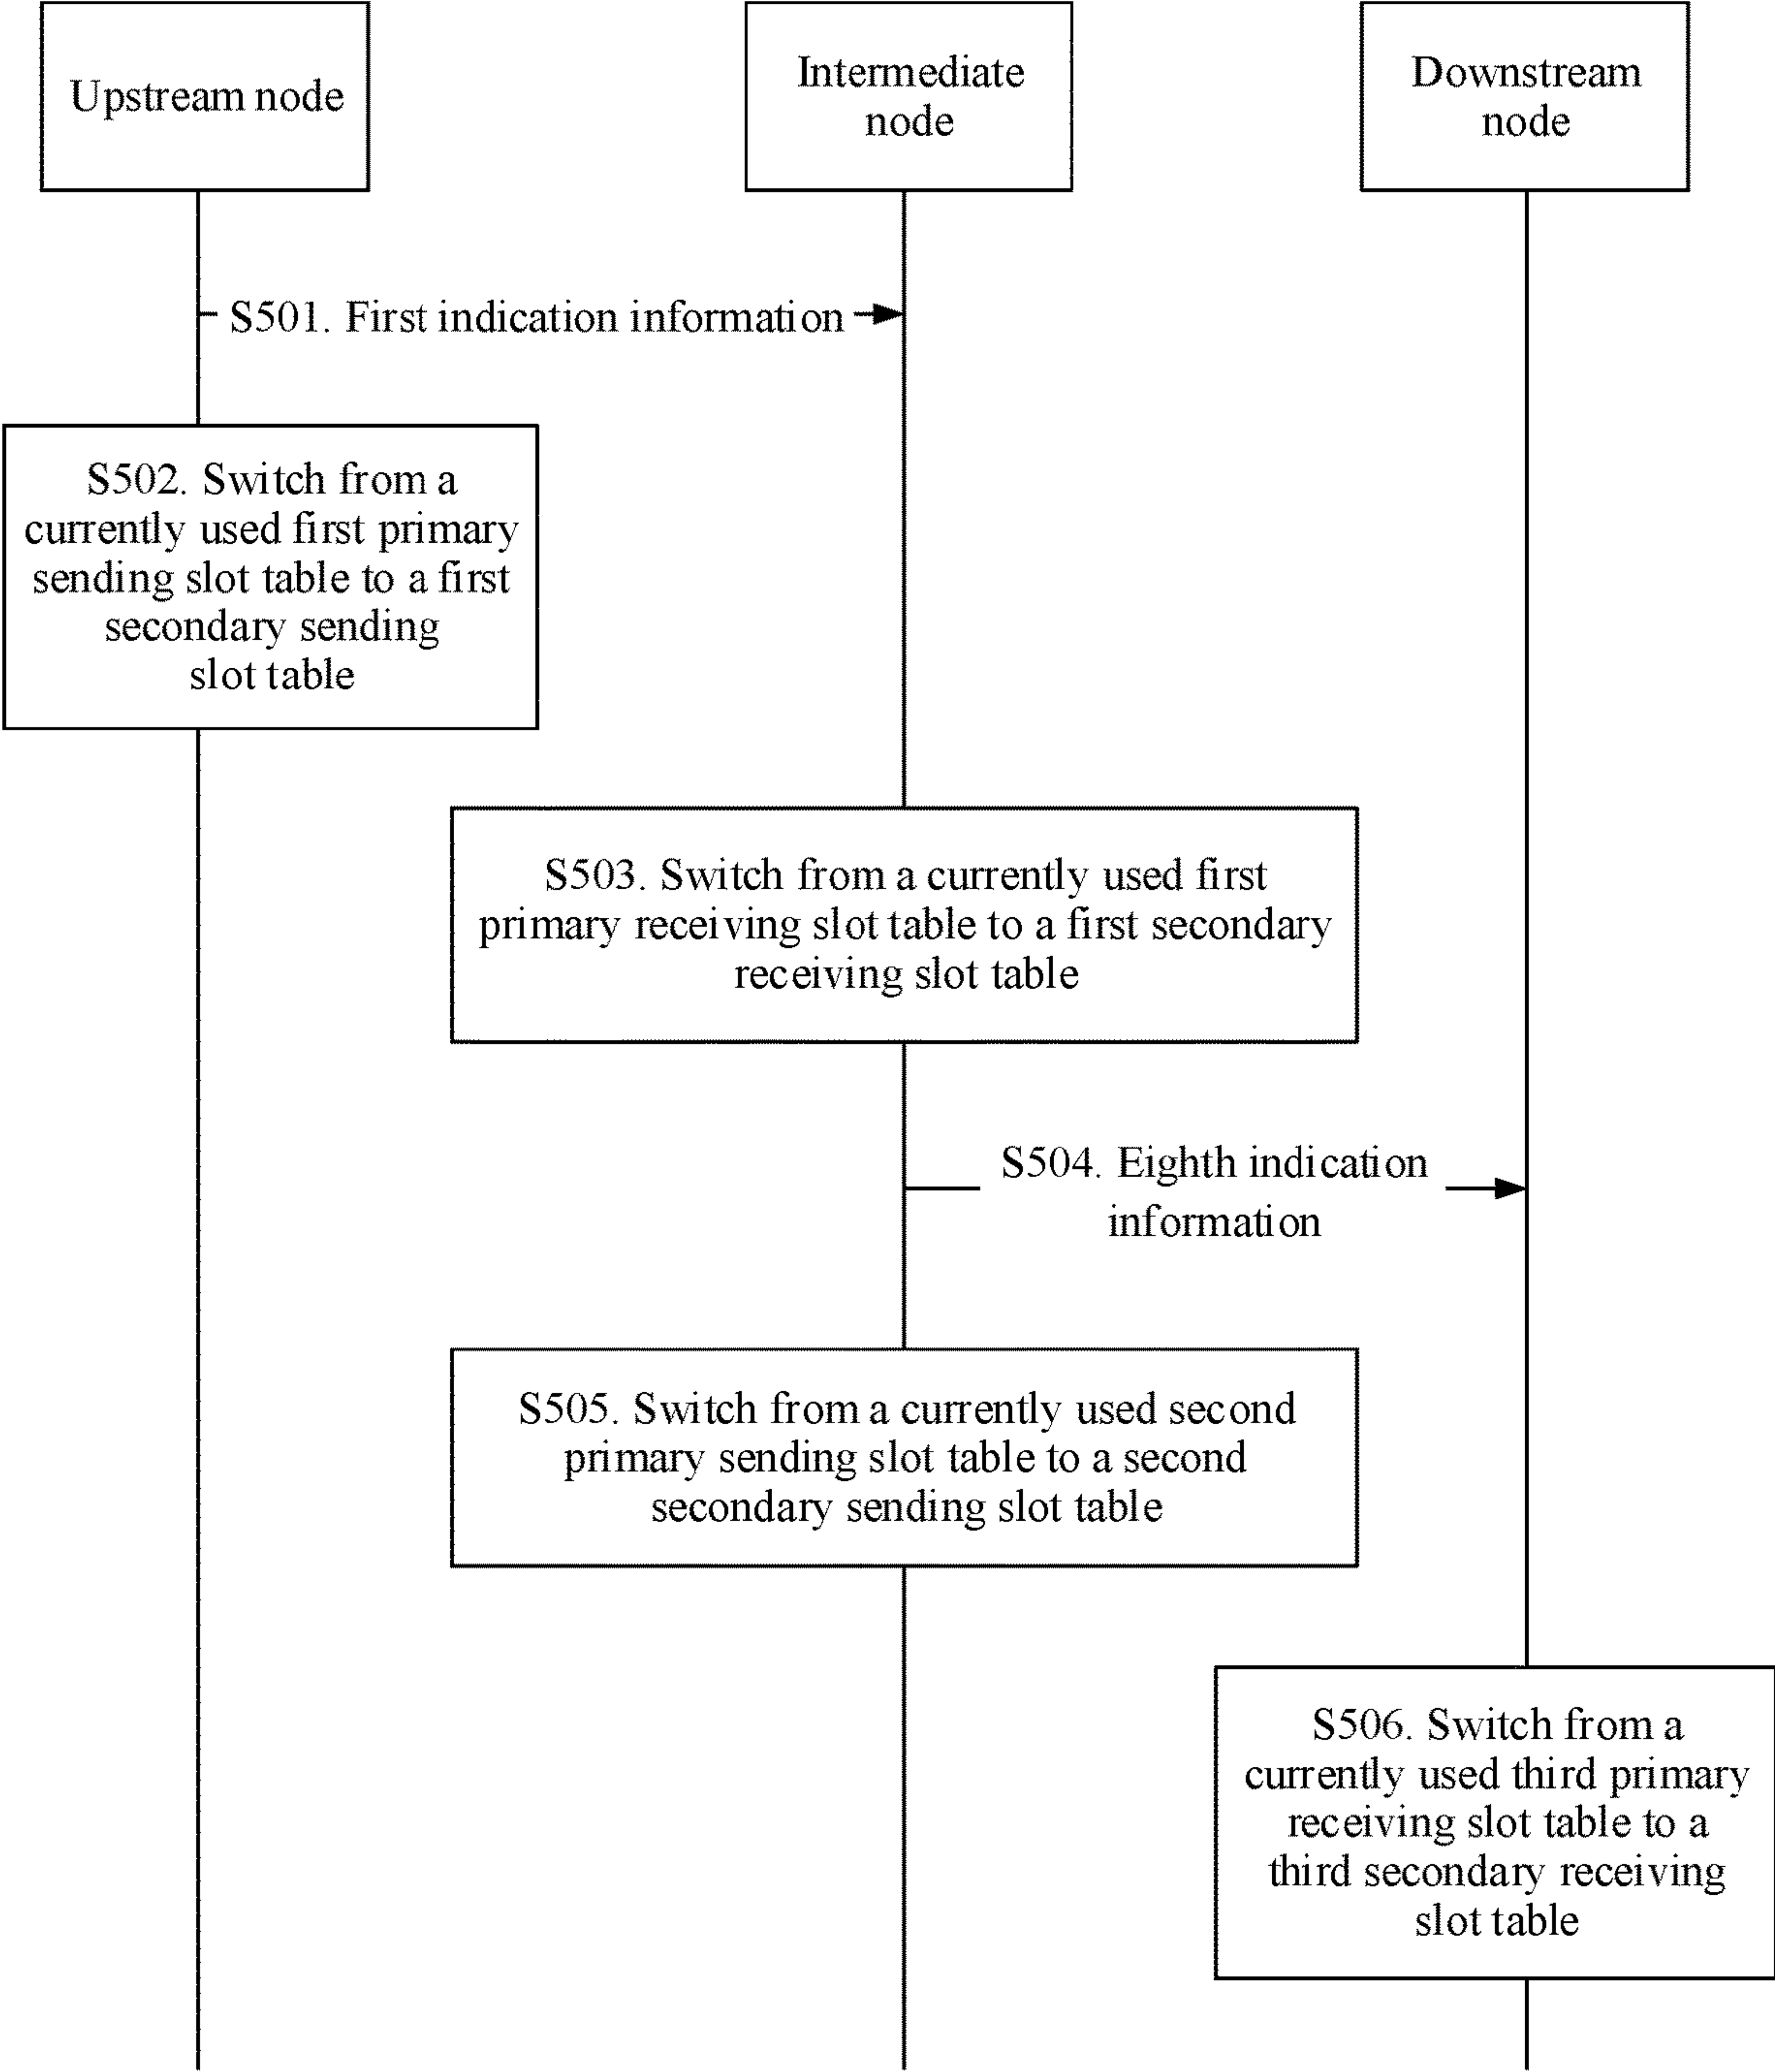 Upstream node
Intermediate
node
Downstream
node
S501. First indication information
S502. Switch from a
currently used first primary
sending slot table to a first
secondary sending
slot table
S503. Switch from a currently used first
primary receiving slot table to a first secondary
receiving slot table
S504. Eighth indication
information
S505. Switch from a currently used second
primary sending slot table to a second
secondary sending slot table
S506. Switch from a
currently used third primary
receiving slot table to a
third secondary receiving
slot table